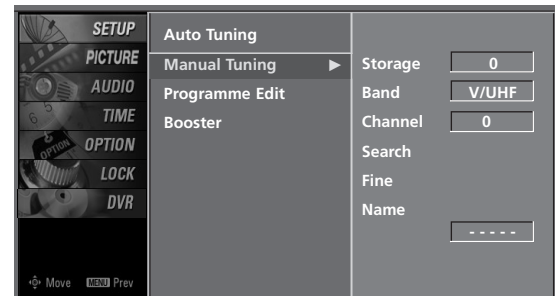 SETUP
PICTURE
AUDIO
TIME
OPTION
LOCK
DVR
Move MENU Prev
Auto Tuning
Manual Tuning ▶
Programme Edit
Booster
Storage 0
Band V/UHF
Channel 0
Search
Fine
Name
- - - - -